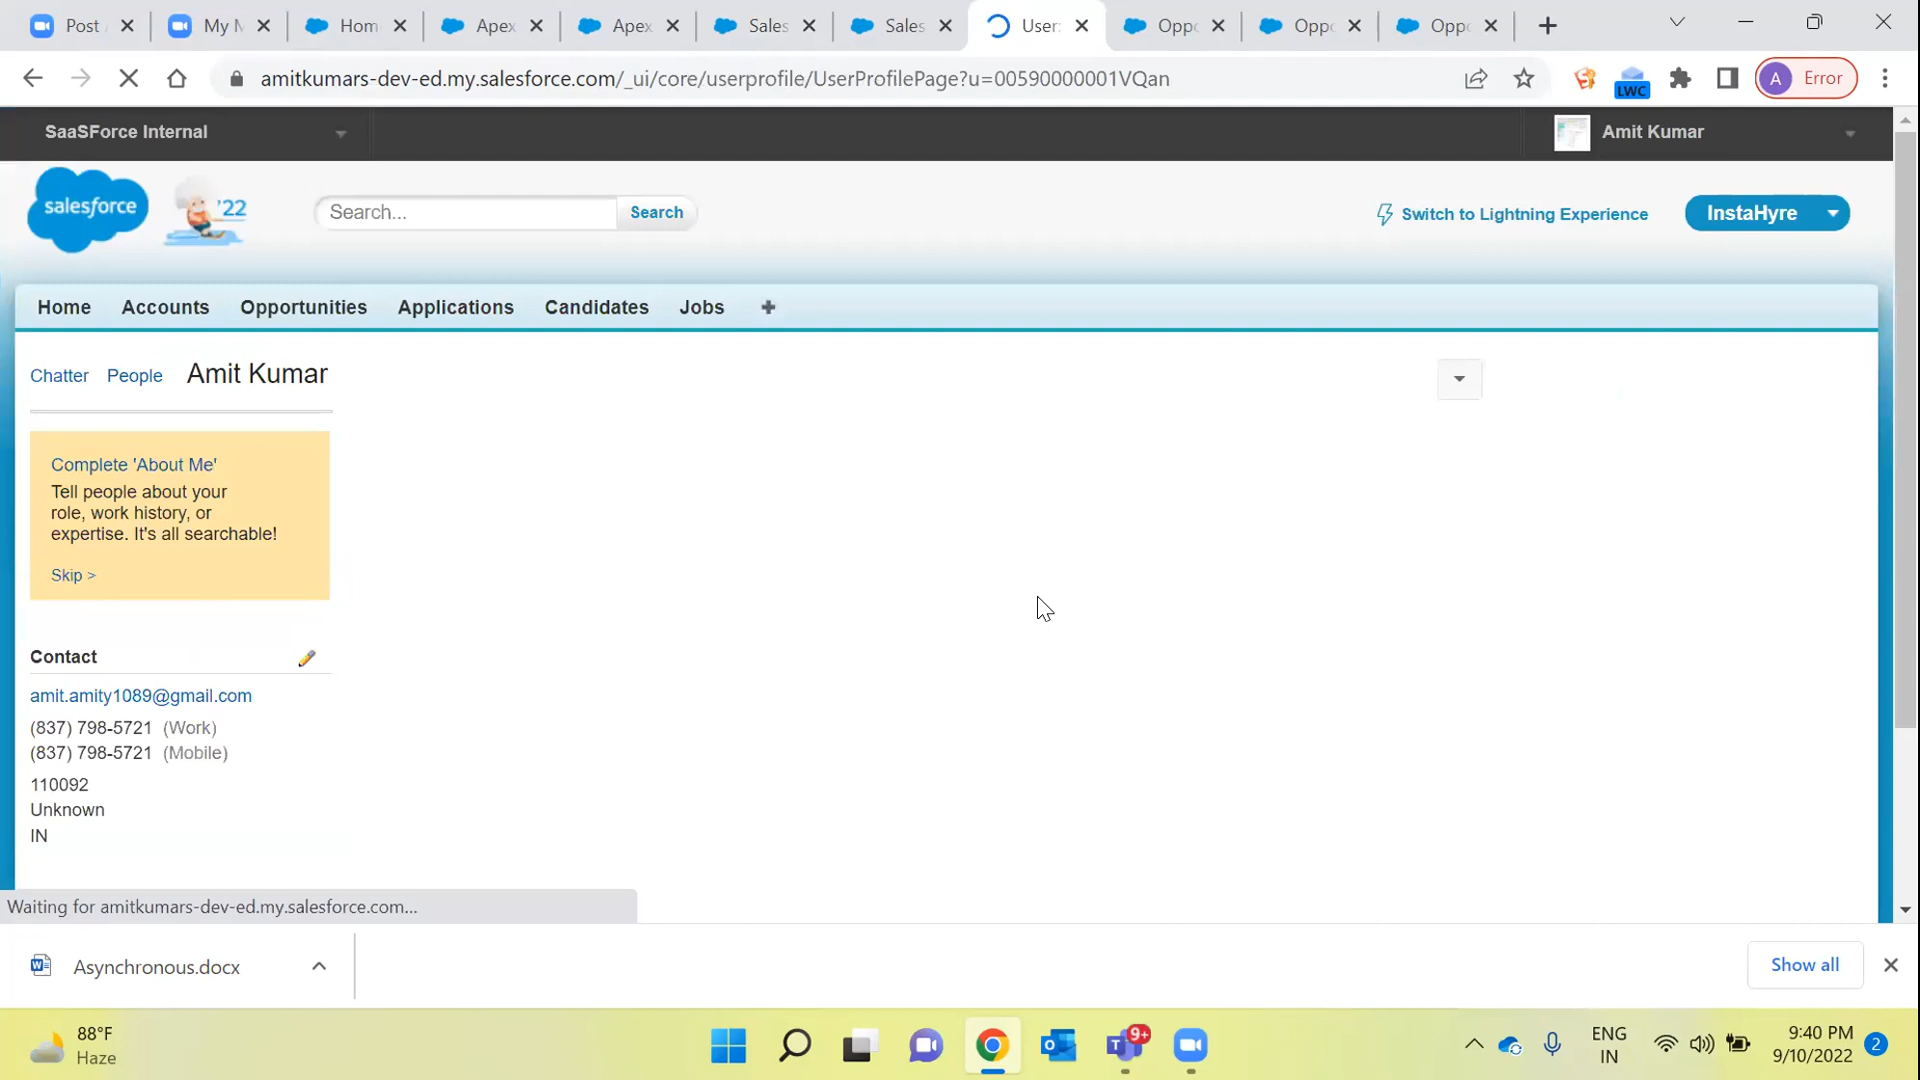 Post
My M
Hom
Apex
Apex
Sales
Sales
User:
Oppo
Oppo
Oppo
amitkumars-dev-ed.my.salesforce.com/_ui/core/userprofile/UserProfilePage?u=00590000001VQan
LWC
A Error
SaaSForce Internal
Amit Kumar
salesforce
'22
Search...
Search
Switch to Lightning Experience
InstaHyre
Home Accounts Opportunities Applications Candidates Jobs +
Chatter People Amit Kumar
Complete 'About Me'
Tell people about your
role, work history, or
expertise. It's all searchable!
Skip >
Contact
amit.amity1089@gmail.com
(837) 798-5721 (Work)
(837) 798-5721 (Mobile)
110092
Unknown
IN
Waiting for amitkumars-dev-ed.my.salesforce.com...
Asynchronous.docx
Show all
88°F
Haze
9+
ENG
IN
9:40 PM
9/10/2022
2